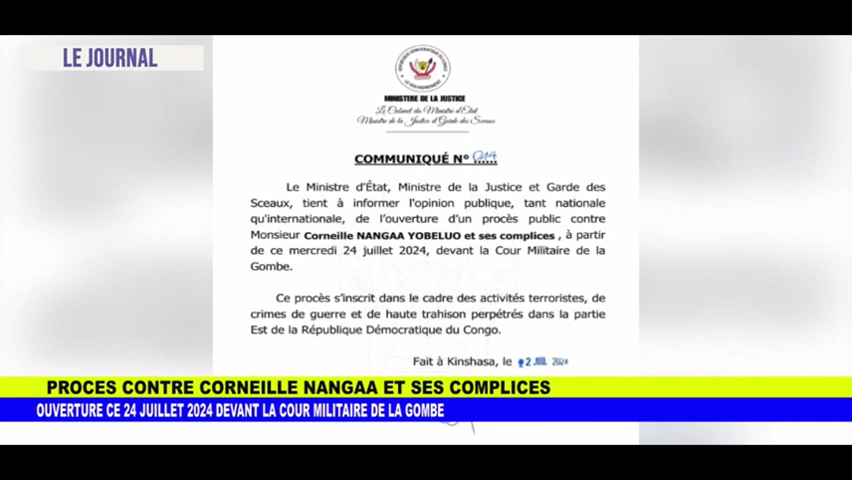 LE JOURNAL
MINISTERE DE LA JUSTICE
Le Cabinet du Ministre d'Etat
Ministre de la Justice et Garde des Sceaux
COMMUNIQUÉ N° 014
Le Ministre d'État, Ministre de la Justice et Garde des
Sceaux, tient à informer l'opinion publique, tant nationale
qu'internationale, de l'ouverture d'un procès public contre
Monsieur Corneille NANGAA YOBELUO et ses complices, à partir
de ce mercredi 24 juillet 2024, devant la Cour Militaire de la
Gombe.
Ce procès s'inscrit dans le cadre des activités terroristes, de
crimes de guerre et de haute trahison perpétrés dans la partie
Est de la République Démocratique du Congo.
Fait à Kinshasa, le 2 JUIL 2024
PROCES CONTRE CORNEILLE NANGAA ET SES COMPLICES
OUVERTURE CE 24 JUILLET 2024 DEVANT LA COUR MILITAIRE DE LA GOMBE